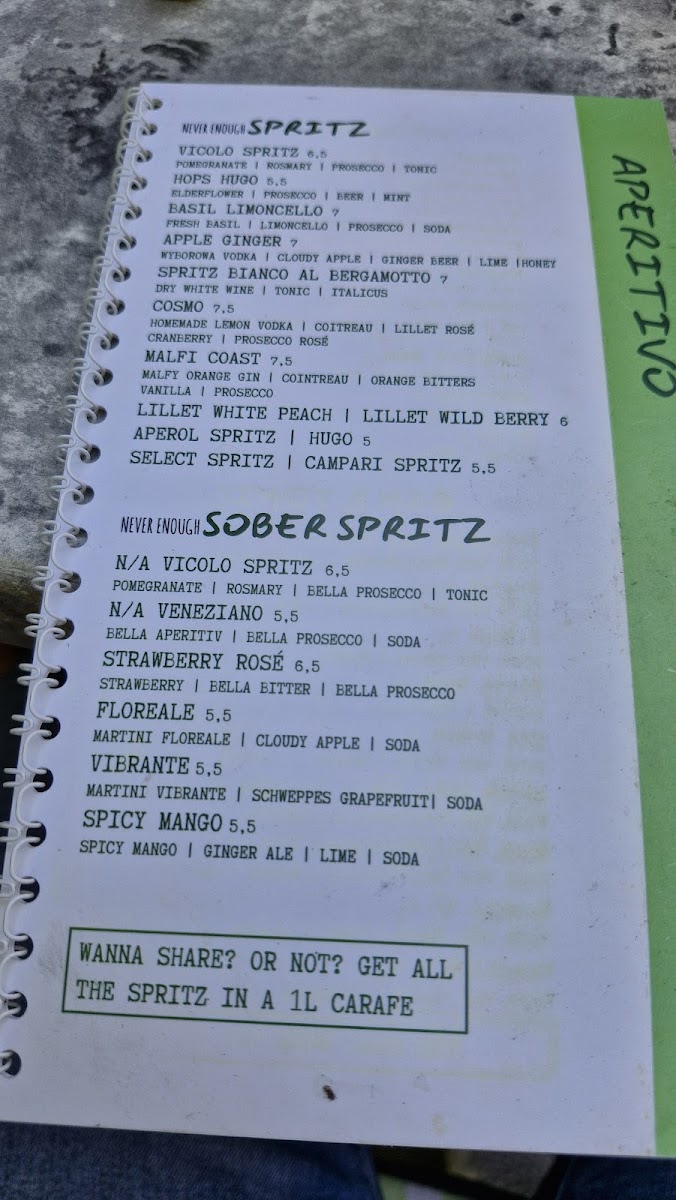 NEVER ENOUGH SPRITZ
VICOLO SPRITZ 6,5
POMEGRANATE | ROSMARY | PROSECCO | TONIC
HOPS HUGO 5,5
ELDERFLOWER | PROSECCO | BEER | MINT
BASIL LIMONCELLO 7
FRESH BASIL | LIMONCELLO | PROSECCO | SODA
APPLE GINGER 7
WYBOROWA VODKA | CLOUDY APPLE | GINGER BEER | LIME |HONEY
SPRITZ BIANCO AL BERGAMOTTO 7
DRY WHITE WINE | TONIC | ITALICUS
COSMO 7,5
HOMEMADE LEMON VODKA | COITREAU | LILLET ROSÉ
CRANBERRY | PROSECO ROSÉ
MALFI COAST 7,5
MALFY ORANGE GIN | COINTREAU | ORANGE BITTERS
VANILLA | PROSECCO
LILLET WHITE PEACH | LILLET WILD BERRY 6
APEROL SPRITZ | HUGO 5
SELECT SPRITZ | CAMPARI SPRITZ 5,5
NEVER ENOUGH SOBER SPRITZ
N/A VICOLO SPRITZ 6,5
POMEGRANATE | ROSMARY | BELLA PROSECCO | TONIC
N/A VENEZIANO 5,5
BELLA APERITIV | BELLA PROSECCO | SODA
STRAWBERRY ROSÉ 6,5
STRAWBERRY | BELLA BITTER | BELLA PROSECCO
FLOREALE 5,5
MARTINI FLOREALE | CLOUDY APPLE | SODA
VIBRANTE 5,5
MARTINI VIBRANTE | SCHWEPPES GRAPEFRUIT| SODA
SPICY MANGO 5,5
SPICY MANGO | GINGER ALE | LIME | SODA
WANNA SHARE? OR NOT? GET ALL
THE SPRITZ IN A 1L CARAFE
APERITIVO